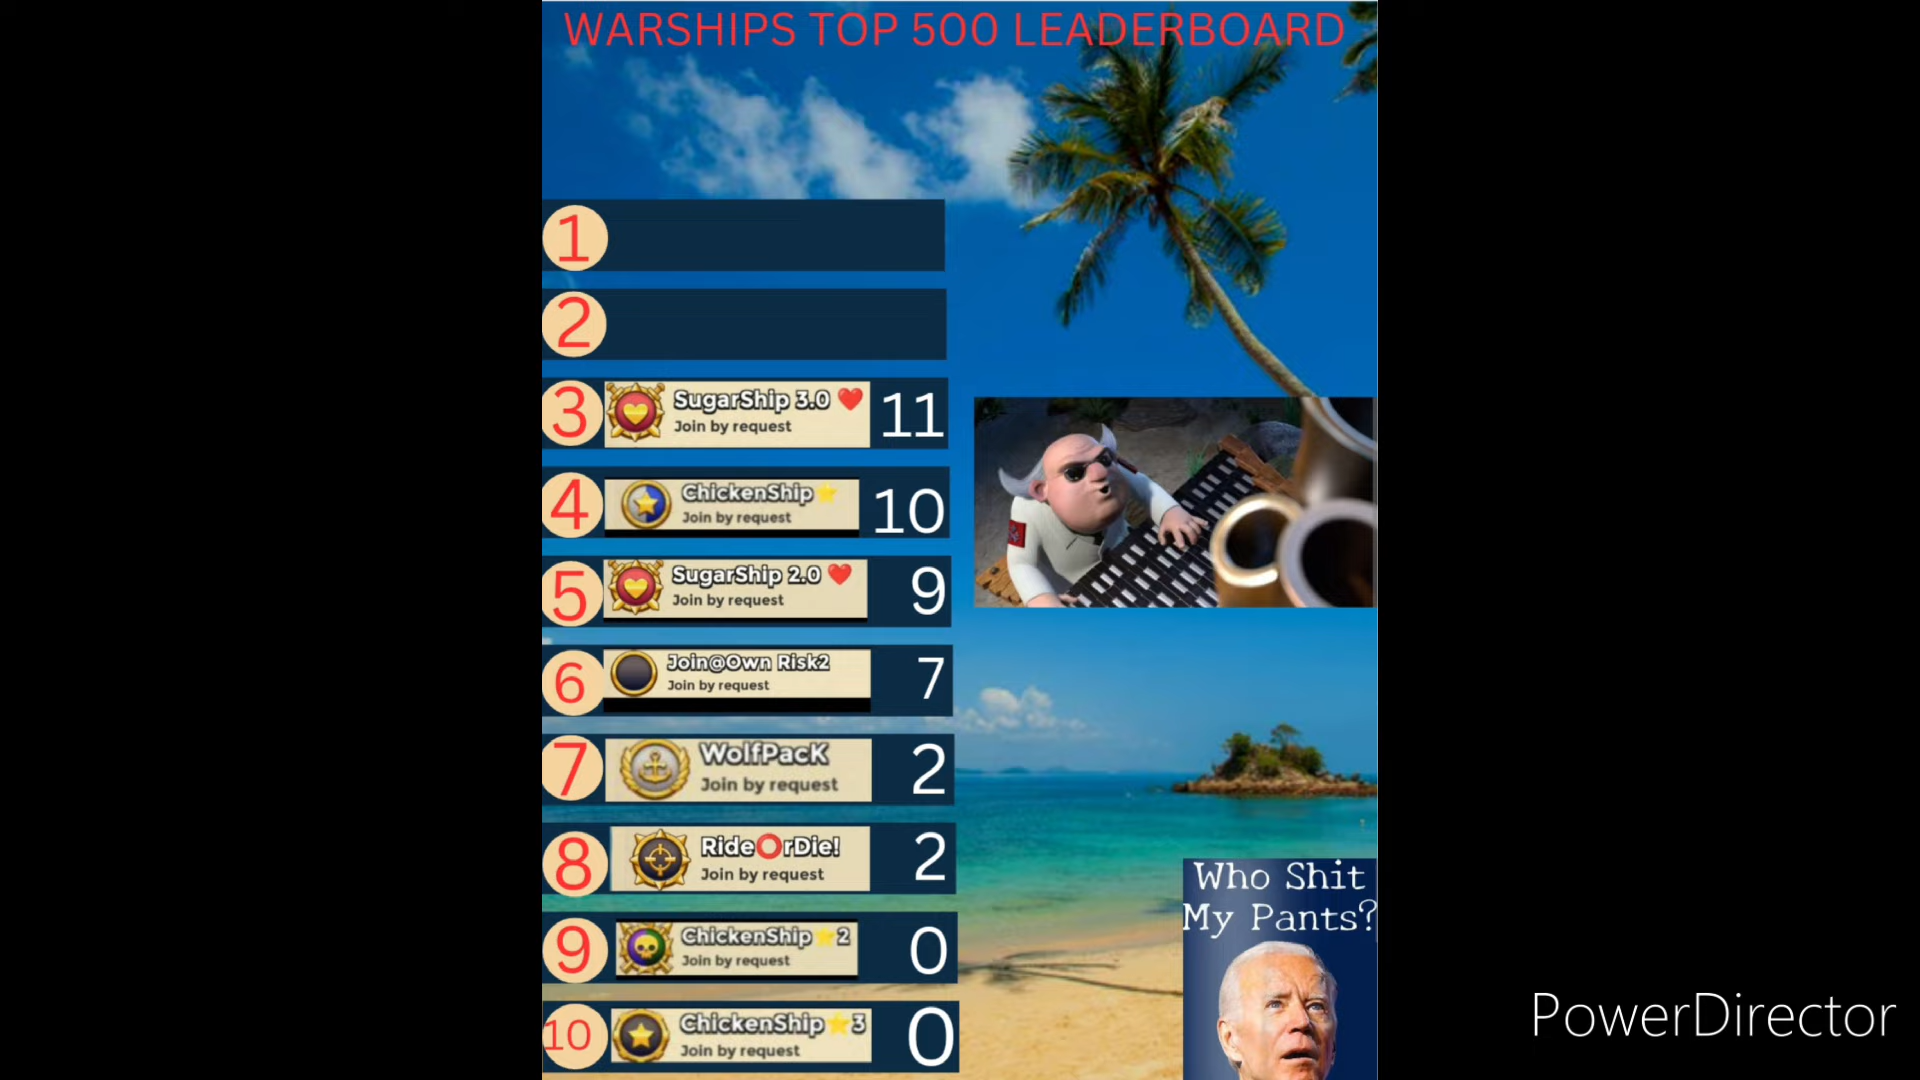 WARSHIPS TOP 500 LEADERBOARD
1
2
3 SugarShip 3.0 ❤️ 11
Join by request
4 ChickenShip⭐ 10
Join by request
5 SugarShip 2.0 ❤️ 9
Join by request
6 Join@Own Risk2 7
Join by request
7 WolfPacK 2
Join by request
8 Ride⭕rDie! 2
Join by request
9 ChickenShip⭐2 0
Join by request
10 ChickenShip⭐3 0
Join by request
Who Shit
My Pants?
PowerDirector